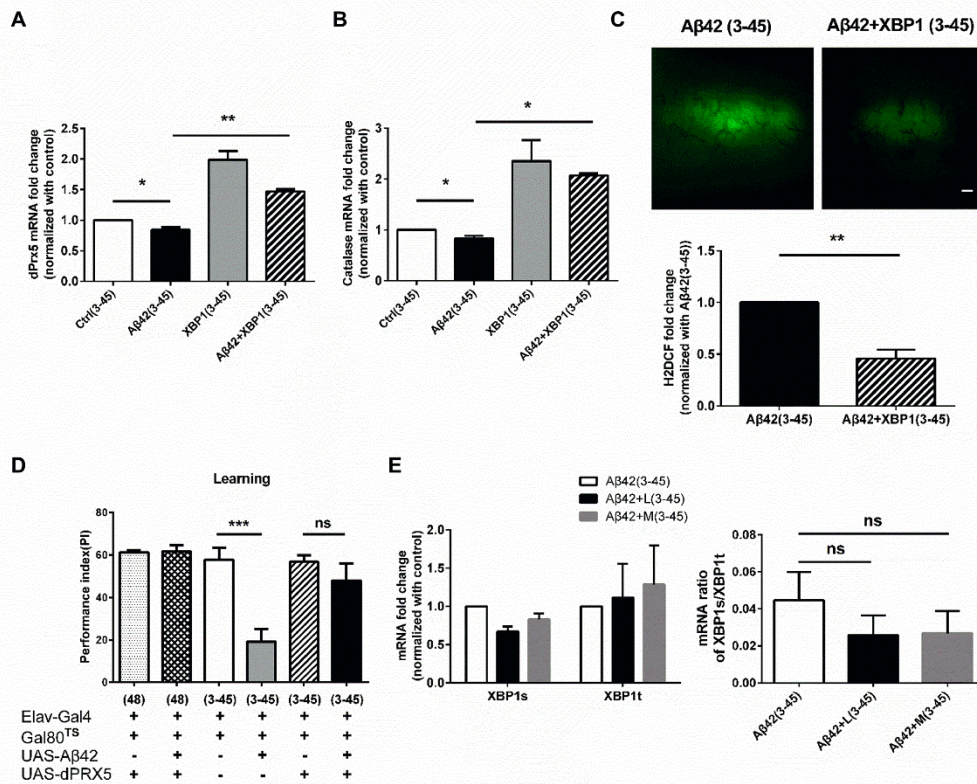 A
dPrx5 mRNA fold change
(normalized with control)
2.5
2.0
1.5
1.0
0.5
0.0
*
**
Ctrl(3-45)
Aβ42(3-45)
XBP1(3-45)
Aβ42+XBP1(3-45)
B
Catalase mRNA fold change
(normalized with control)
3
2
1
0
*
*
Ctrl(3-45)
Aβ42(3-45)
XBP1(3-45)
Aβ42+XBP1(3-45)
C
Aβ42 (3-45)
Aβ42+XBP1 (3-45)
H2DCF fold change
(normalized with Aβ42(3-45))
1.5
1.0
0.5
0.0
**
Aβ42(3-45)
Aβ42+XBP1(3-45)
D
Learning
Performance index(PI)
80
60
40
20
0
***
ns
(48) (48) (3-45) (3-45) (3-45) (3-45)
Elav-Gal4 + + + + + +
Gal80TS + + + + + +
UAS-Aβ42 - + - + - +
UAS-dPRX5 + + - - + +
E
Aβ42(3-45)
Aβ42+L(3-45)
Aβ42+M(3-45)
mRNA fold change
(normalized with control)
2.0
1.5
1.0
0.5
0.0
XBP1s
XBP1t
mRNA ratio
of XBP1s/XBP1t
0.08
0.06
0.04
0.02
0.00
ns
ns
Aβ42(3-45)
Aβ42+L(3-45)
Aβ42+M(3-45)